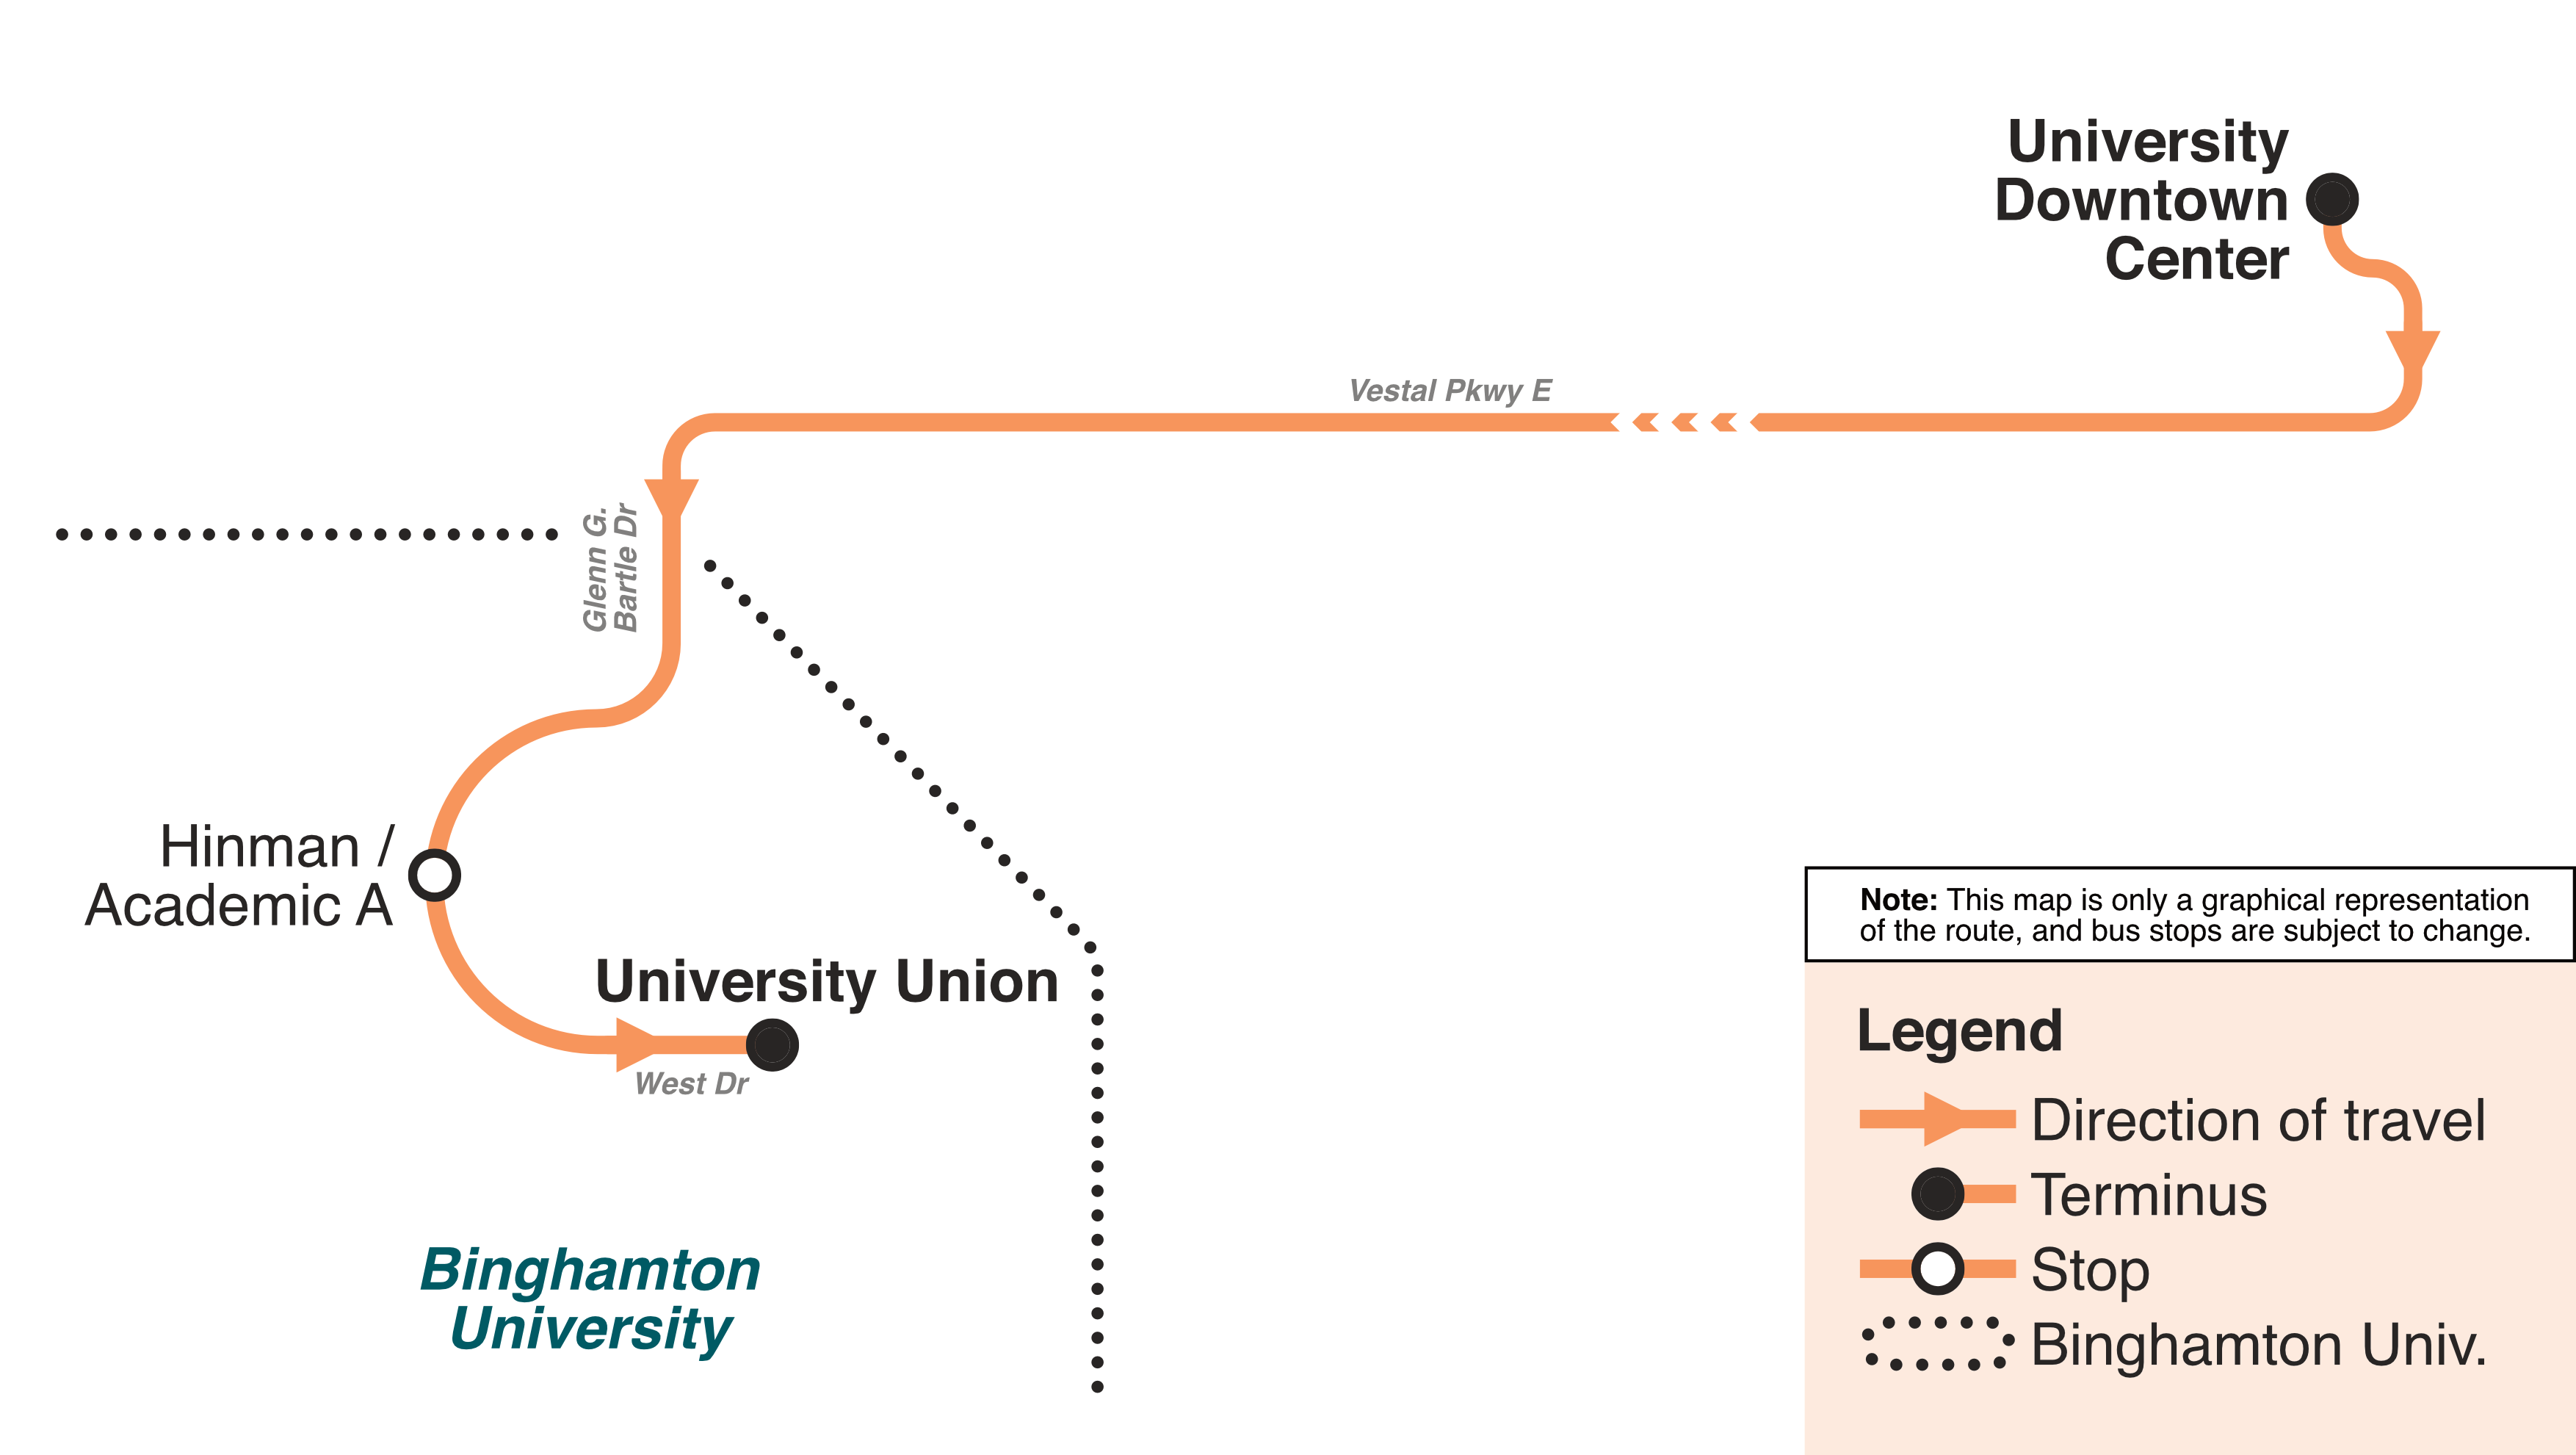 University
Downtown
Center
Vestal Pkwy E
Glenn G.
Bartle Dr
Hinman /
Academic A
University Union
West Dr
Binghamton
University
Note: This map is only a graphical representation
of the route, and bus stops are subject to change.
Legend
Direction of travel
Terminus
Stop
Binghamton Univ.